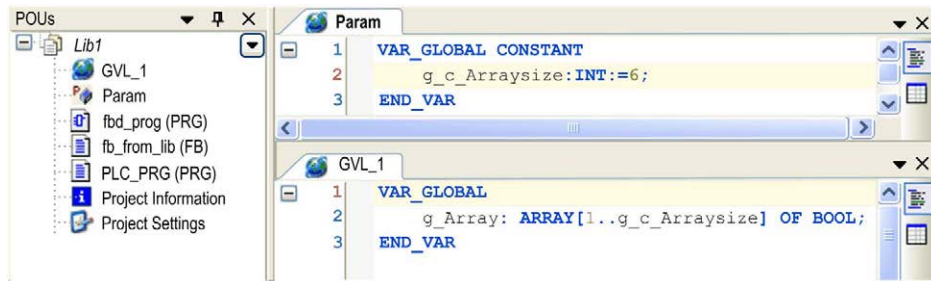 POUs
Lib1
GVL_1
Param
fbd_prog (PRG)
fb_from_lib (FB)
PLC_PRG (PRG)
Project Information
Project Settings
Param
1 VAR_GLOBAL CONSTANT
2 g_c_Arraysize:INT:=6;
3 END_VAR
GVL_1
1 VAR_GLOBAL
2 g_Array: ARRAY[1..g_c_Arraysize] OF BOOL;
3 END_VAR